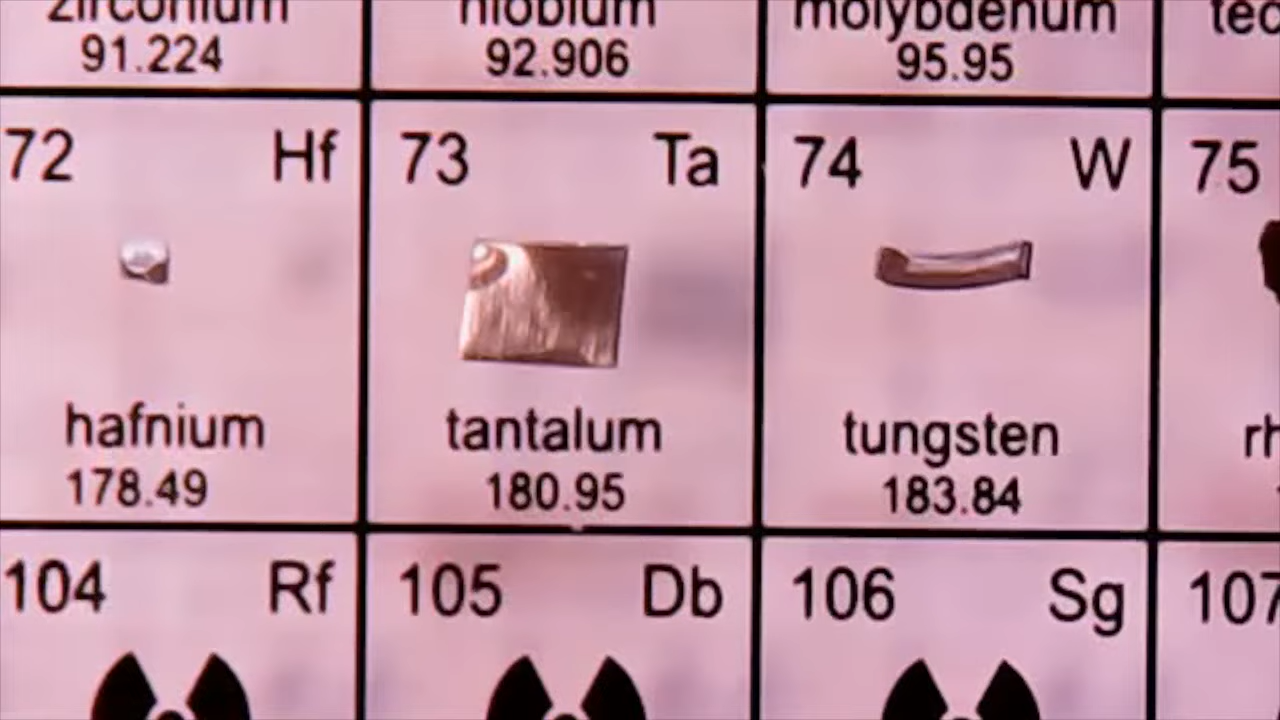 zirconium niobium molybdenum
91.224 92.906 95.95
72 Hf 73 Ta 74 W 75
hafnium tantalum tungsten rh
178.49 180.95 183.84
104 Rf 105 Db 106 Sg 107